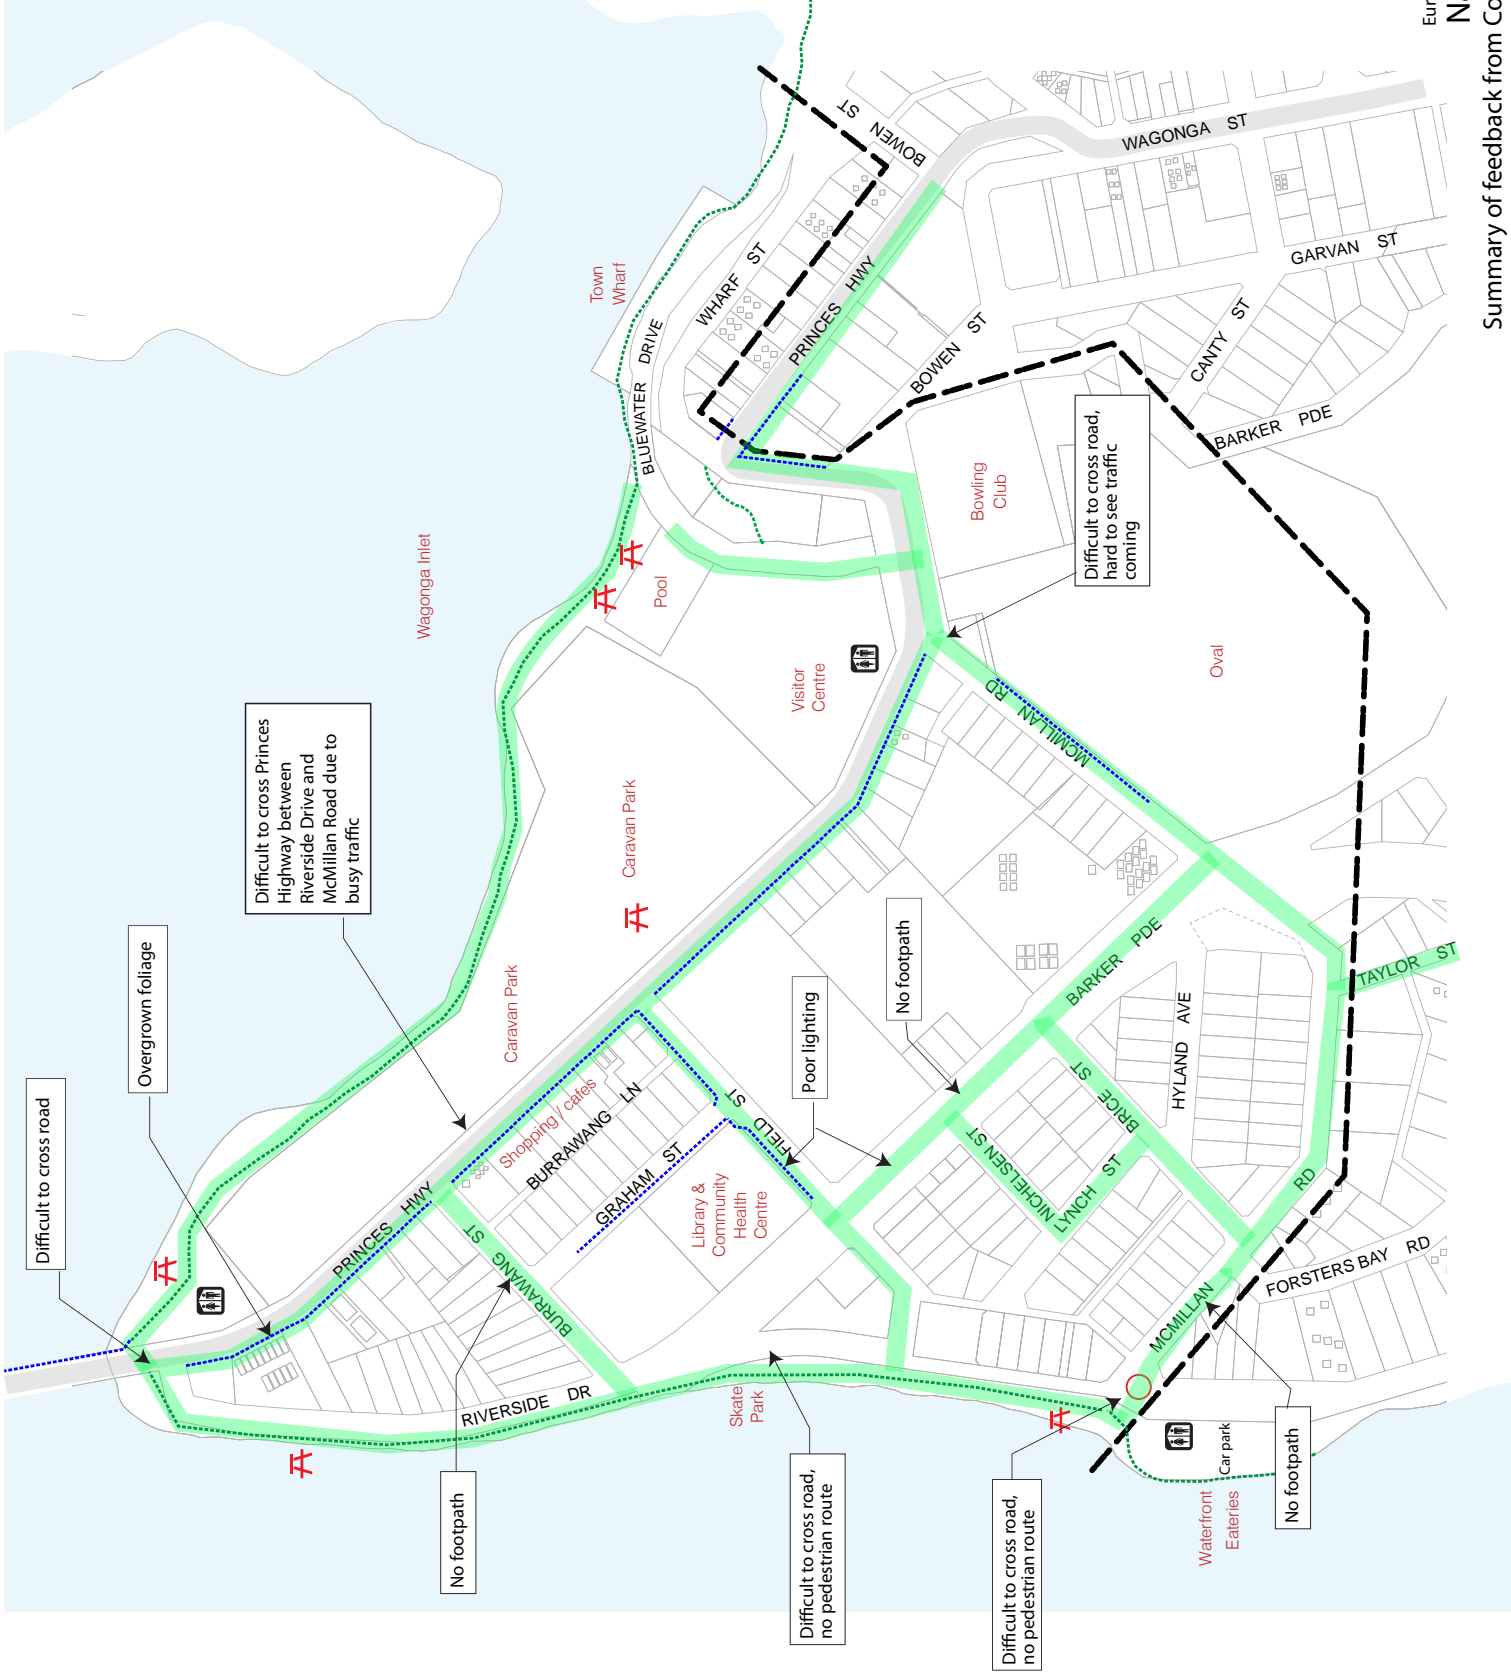 Difficult to cross road
Overgrown foliage
Difficult to cross Princes
Highway between
Riverside Drive and
McMillan Road due to
busy traffic
Wagonga Inlet
Town
Wharf
BLUEWATER DRIVE
WHARF ST
BOWEN ST
PRINCES HWY
WAGONGA ST
BOWEN ST
GARVAN ST
CANTY ST
BARKER PDE
Bowling
Club
Difficult to cross road,
hard to see traffic
coming
Pool
Visitor
Centre
Caravan Park
Caravan Park
MCMILLAN RD
Oval
No footpath
Poor lighting
BARKER PDE
TAYLOR ST
HYLAND AVE
BRICE ST
NICHELSEN ST
LYNCH ST
FIELD ST
Shopping / cafes
BURRAWANG LN
GRAHAM ST
Library &
Community
Health
Centre
PRINCES HWY
BURRAWANG ST
RIVERSIDE DR
Skate
Park
MCMILLAN RD
FORSTERS BAY RD
No footpath
Difficult to cross road,
no pedestrian route
Difficult to cross road,
no pedestrian route
Car park
Waterfront
Eateries
No footpath
Eur
Na
Summary of feedback from Co